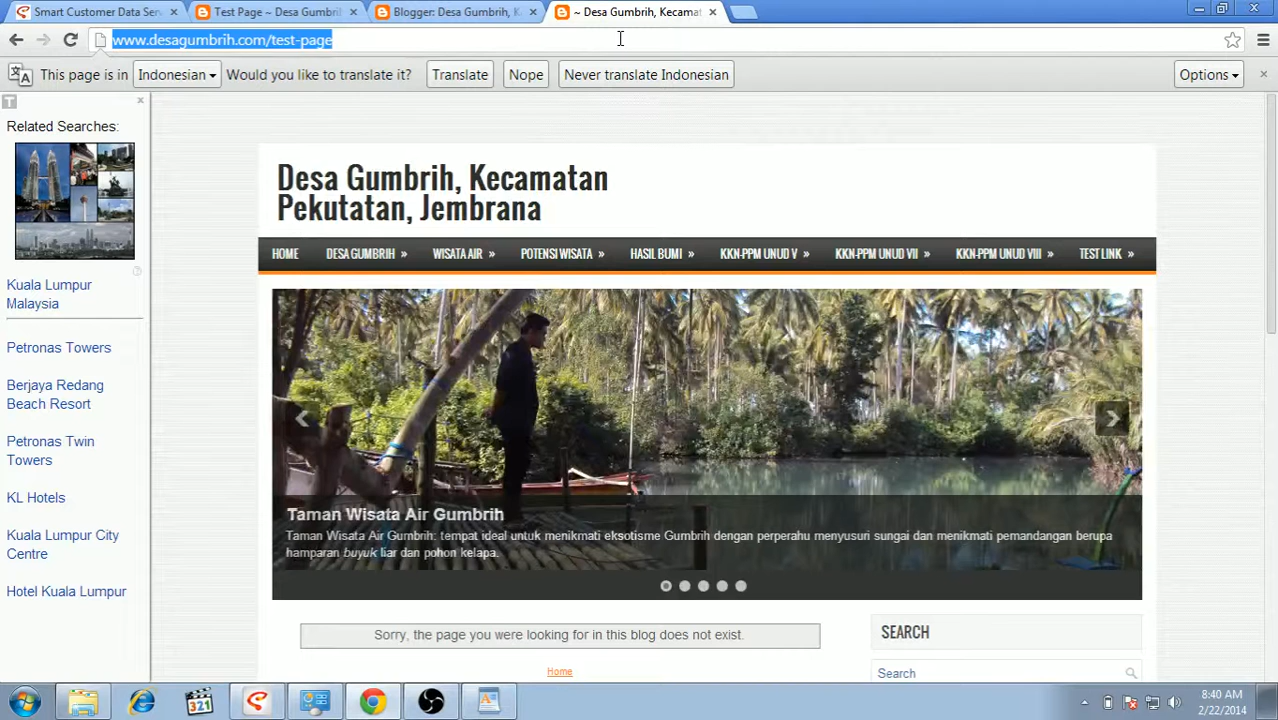 Smart Customer Data Serv
Test Page ~ Desa Gumbrih
Blogger: Desa Gumbrih, K
~ Desa Gumbrih, Kecamat
www.desagumbrih.com/test-page
This page is in Indonesian Would you like to translate it? Translate Nope Never translate Indonesian Options
T
Related Searches:
Kuala Lumpur
Malaysia
Petronas Towers
Berjaya Redang
Beach Resort
Petronas Twin
Towers
KL Hotels
Kuala Lumpur City
Centre
Hotel Kuala Lumpur
Desa Gumbrih, Kecamatan
Pekutatan, Jembrana
HOME DESA GUMBRIH » WISATA AIR » POTENSI WISATA » HASIL BUMI » KKN-PPM UNUD V » KKN-PPM UNUD VII » KKN-PPM UNUD VIII » TEST LINK »
Taman Wisata Air Gumbrih
Taman Wisata Air Gumbrih: tempat ideal untuk menikmati eksotisme Gumbrih dengan perperahu menyusuri sungai dan menikmati pemandangan berupa
hamparan buyuk liar dan pohon kelapa.
Sorry, the page you were looking for in this blog does not exist.
Home
SEARCH
Search
321
8:40 AM
2/22/2014